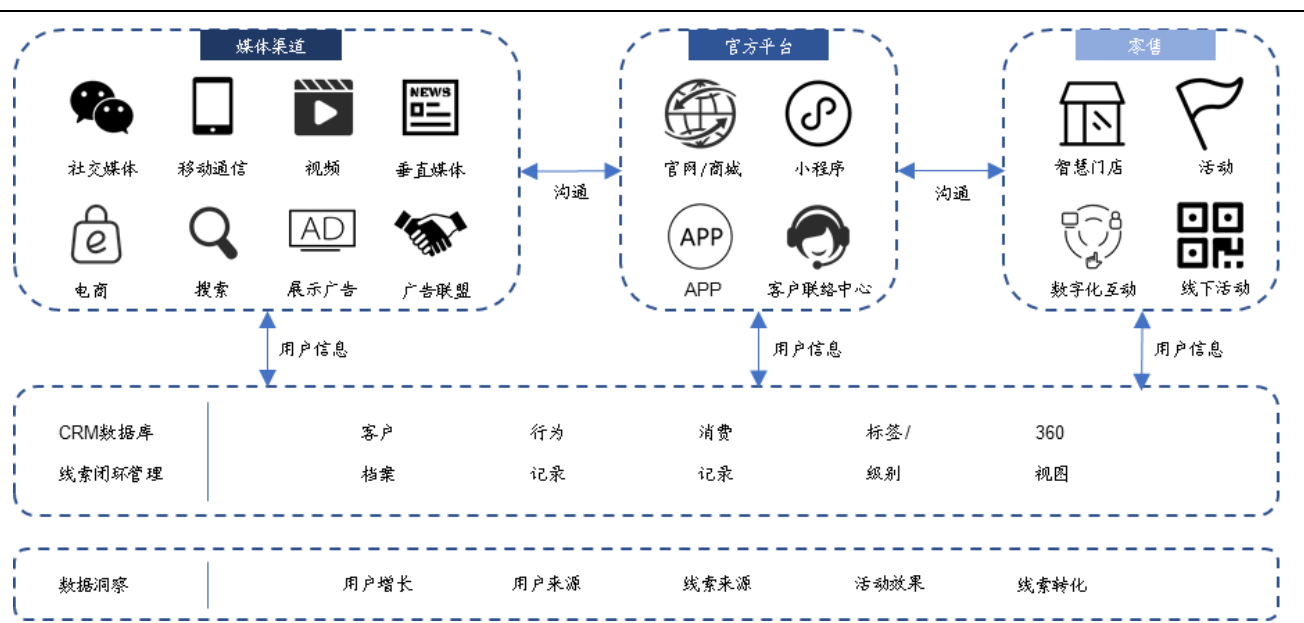 媒体渠道
官方平台
零售
NEWS
社交媒体 移动通信 视频 垂直媒体
官网/商城 小程序
智慧门店 活动
沟通
沟通
e AD
APP
电商 搜索 展示广告 广告联盟
APP 客户联络中心
数字化互动 线下活动
用户信息
用户信息
用户信息
CRM数据库 客户 行为 消费 标签/ 360
线索闭环管理 档案 记录 记录 级别 视图
数据洞察 用户增长 用户来源 线索来源 活动效果 线索转化